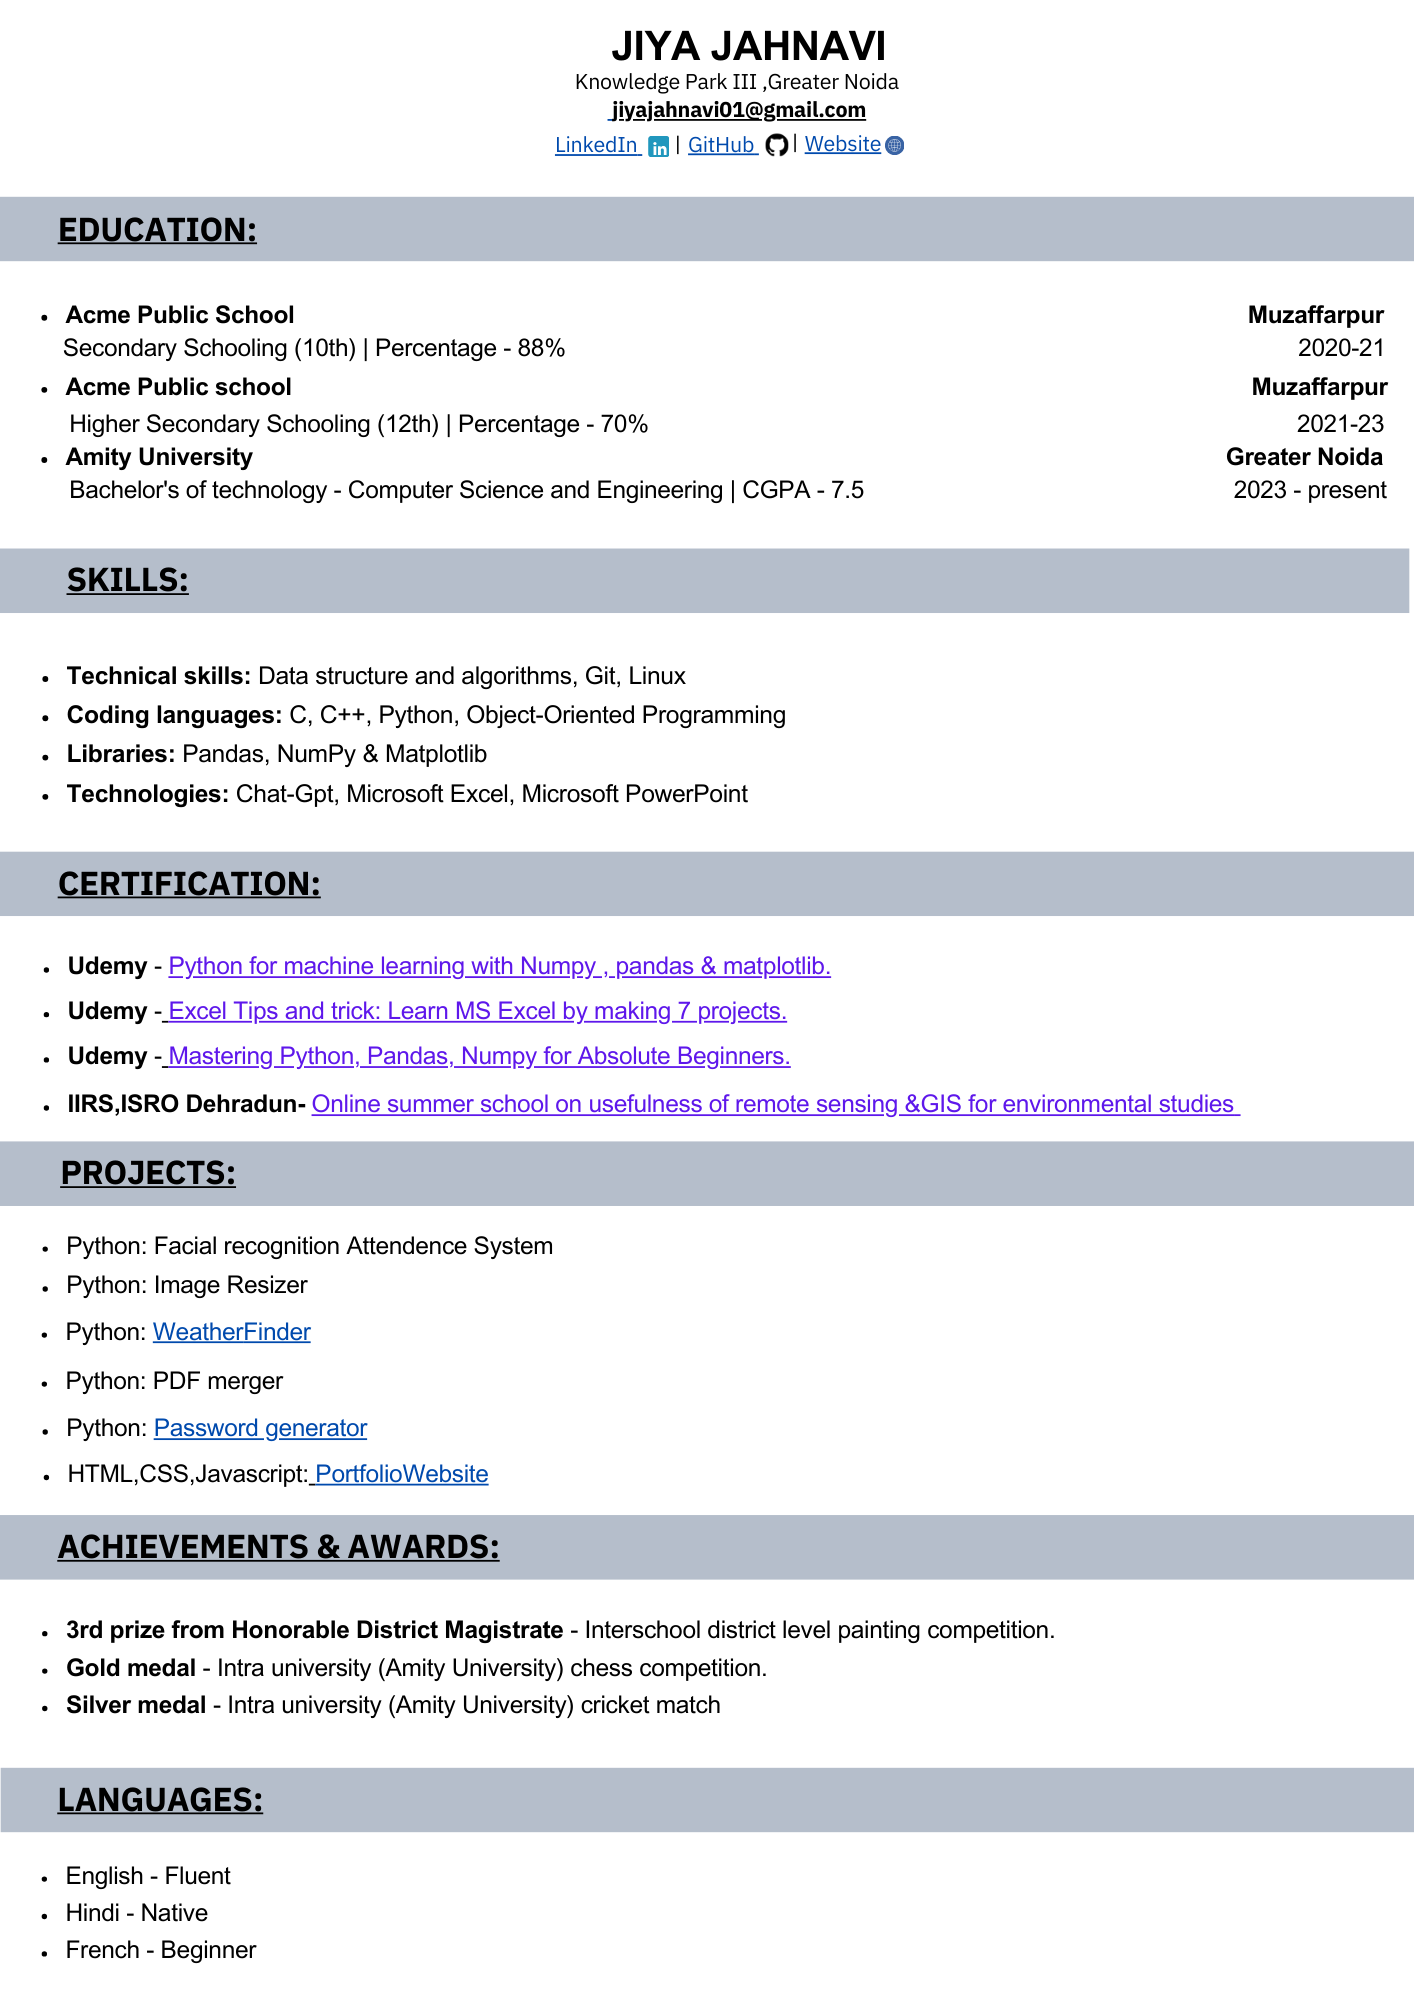 JIYA JAHNAVI
Knowledge Park III ,Greater Noida
jiyajahnavi01@gmail.com
LinkedIn | GitHub | Website
EDUCATION:
• Acme Public School Muzaffarpur
Secondary Schooling (10th) | Percentage - 88% 2020-21
• Acme Public school Muzaffarpur
Higher Secondary Schooling (12th) | Percentage - 70% 2021-23
• Amity University Greater Noida
Bachelor's of technology - Computer Science and Engineering | CGPA - 7.5 2023 - present
SKILLS:
• Technical skills: Data structure and algorithms, Git, Linux
• Coding languages: C, C++, Python, Object-Oriented Programming
• Libraries: Pandas, NumPy & Matplotlib
• Technologies: Chat-Gpt, Microsoft Excel, Microsoft PowerPoint
CERTIFICATION:
• Udemy - Python for machine learning with Numpy , pandas & matplotlib.
• Udemy - Excel Tips and trick: Learn MS Excel by making 7 projects.
• Udemy - Mastering Python, Pandas, Numpy for Absolute Beginners.
• IIRS,ISRO Dehradun- Online summer school on usefulness of remote sensing &GIS for environmental studies
PROJECTS:
• Python: Facial recognition Attendence System
• Python: Image Resizer
• Python: WeatherFinder
• Python: PDF merger
• Python: Password generator
• HTML,CSS,Javascript: PortfolioWebsite
ACHIEVEMENTS & AWARDS:
• 3rd prize from Honorable District Magistrate - Interschool district level painting competition.
• Gold medal - Intra university (Amity University) chess competition.
• Silver medal - Intra university (Amity University) cricket match
LANGUAGES:
• English - Fluent
• Hindi - Native
• French - Beginner